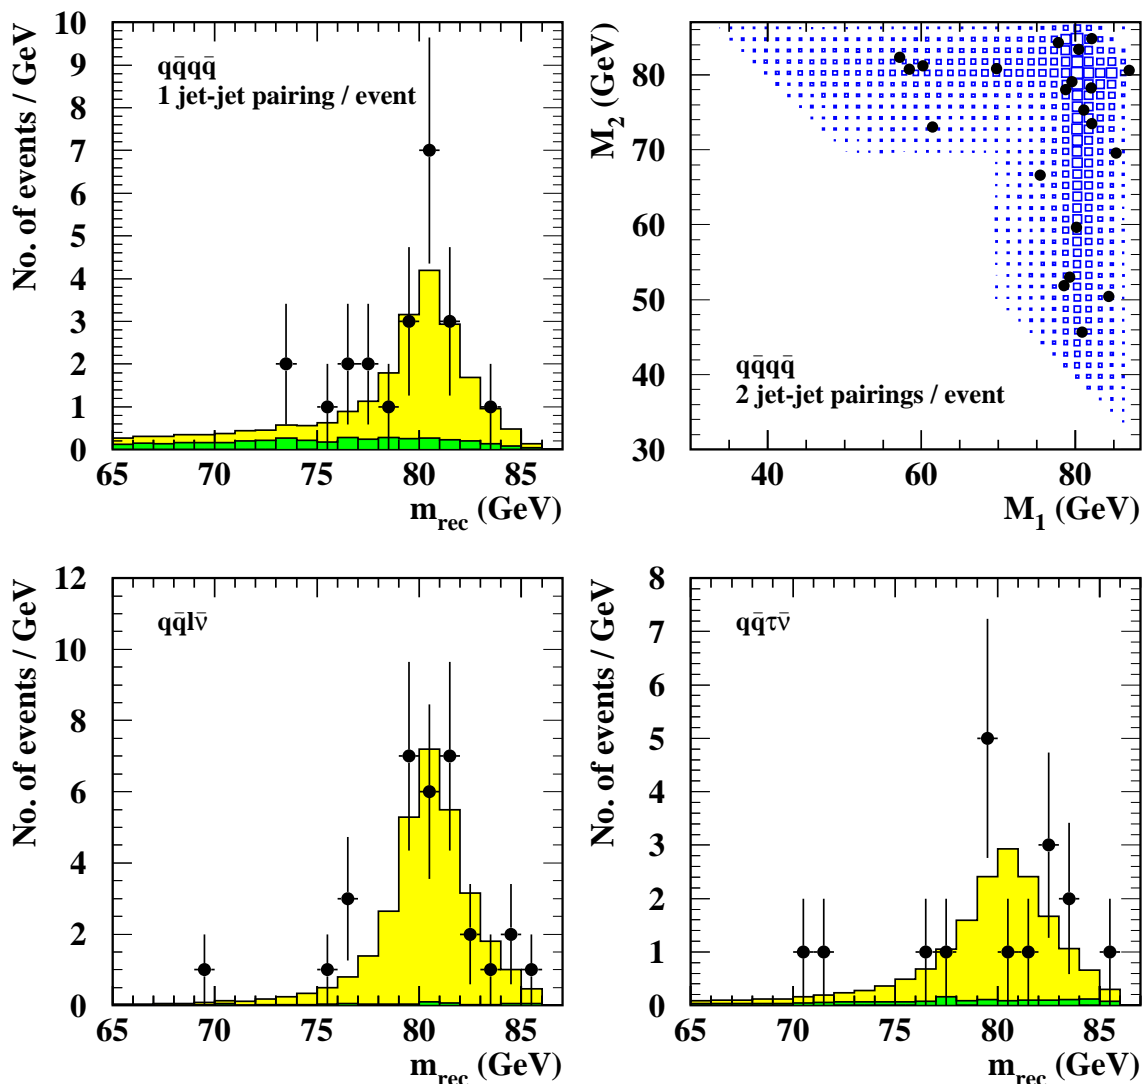 No. of events / GeV
10
9
8
7
6
5
4
3
2
1
0
qq̄qq̄
1 jet-jet pairing / event
65 70 75 80 85
m_rec (GeV)
M_2 (GeV)
80
70
60
50
40
30
qq̄qq̄
2 jet-jet pairings / event
40 60 80
M_1 (GeV)
No. of events / GeV
12
10
8
6
4
2
0
qq̄lν̄
65 70 75 80 85
m_rec (GeV)
No. of events / GeV
8
7
6
5
4
3
2
1
0
qq̄τν̄
65 70 75 80 85
m_rec (GeV)